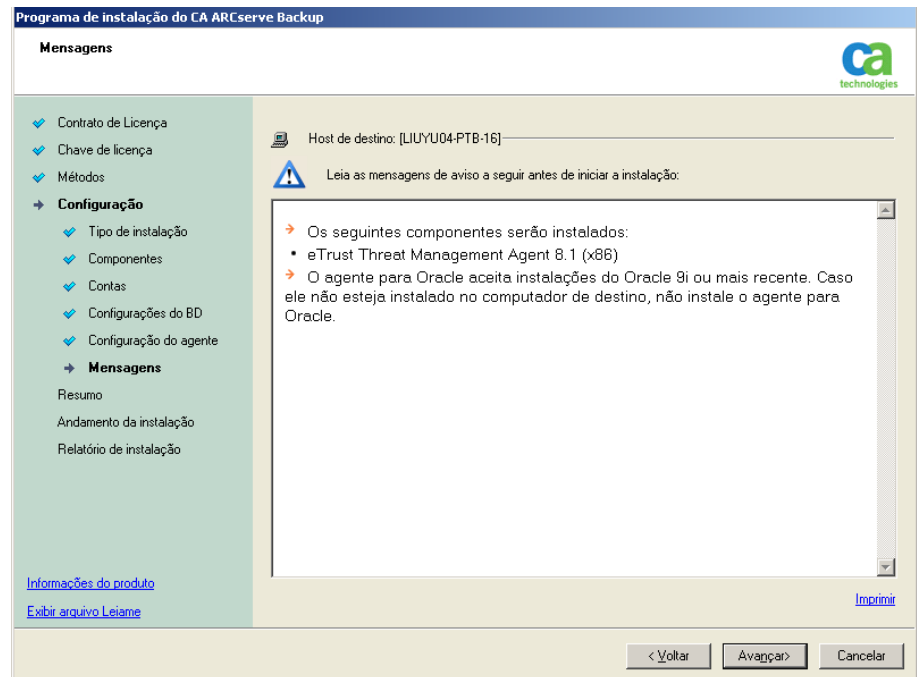 Programa de instalação do CA ARCserve Backup
Mensagens
ca
technologies
Contrato de Licença
Chave de licença
Métodos
Configuração
Tipo de instalação
Componentes
Contas
Configurações do BD
Configuração do agente
Mensagens
Resumo
Andamento da instalação
Relatório de instalação
Informações do produto
Exibir arquivo Leiame
Host de destino: [LIUYU04-PTB-16]
Leia as mensagens de aviso a seguir antes de iniciar a instalação:
Os seguintes componentes serão instalados:
• eTrust Threat Management Agent 8.1 (x86)
O agente para Oracle aceita instalações do Oracle 9i ou mais recente. Caso
ele não esteja instalado no computador de destino, não instale o agente para
Oracle.
Imprimir
< Voltar
Avançar>
Cancelar